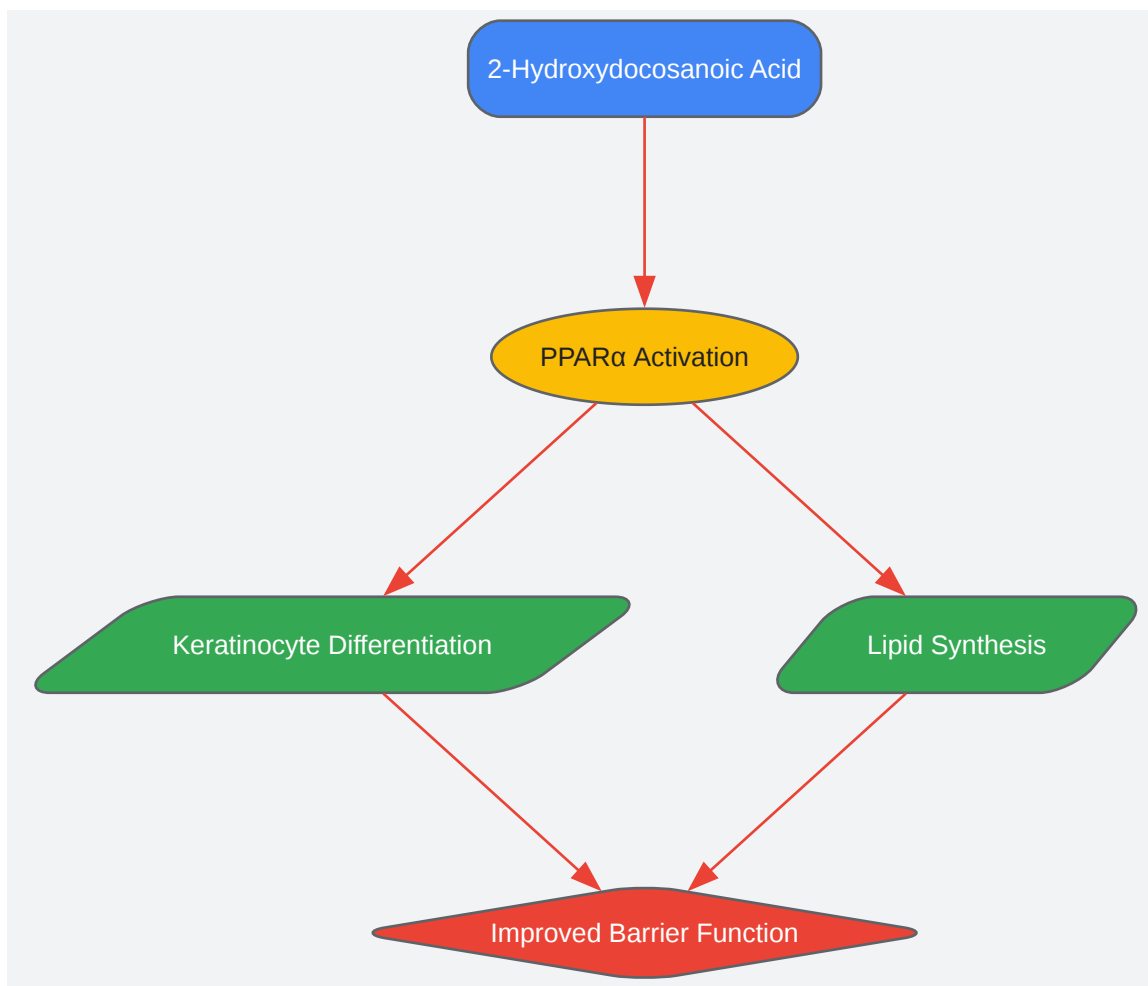 2-Hydroxydocosanoic Acid
PPARα Activation
Keratinocyte Differentiation
Lipid Synthesis
Improved Barrier Function